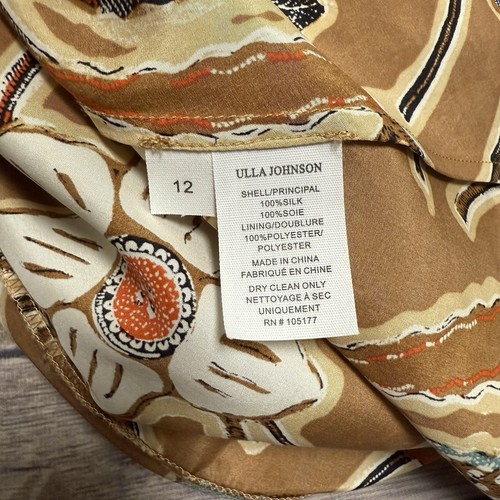 12
ULLA JOHNSON
SHELL/PRINCIPAL
100%SILK
100%SOIE
LINING/DOUBLURE
100%POLYESTER/
POLYESTER
MADE IN CHINA
FABRIQUÉ EN CHINE
DRY CLEAN ONLY
NETTOYAGE À SEC
UNIQUEMENT
RN # 105177